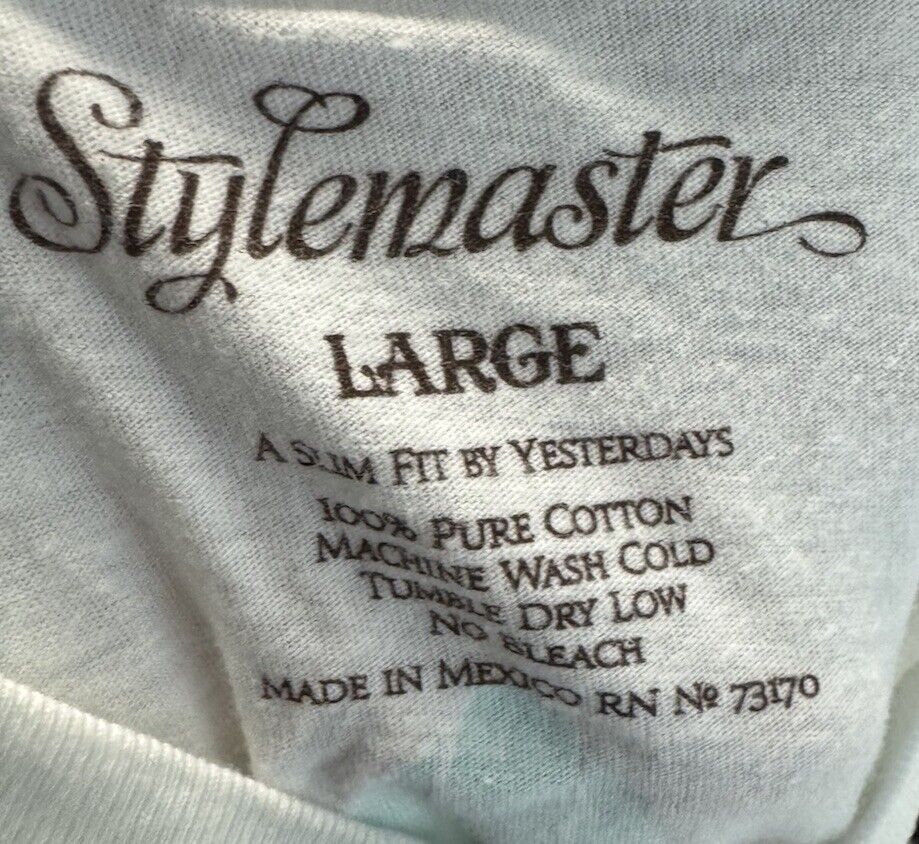 Stylemaster
LARGE
A SLIM FIT BY YESTERDAYS
100% PURE COTTON
MACHINE WASH COLD
TUMBLE DRY LOW
NO BLEACH
MADE IN MEXICO RN Nº 73170